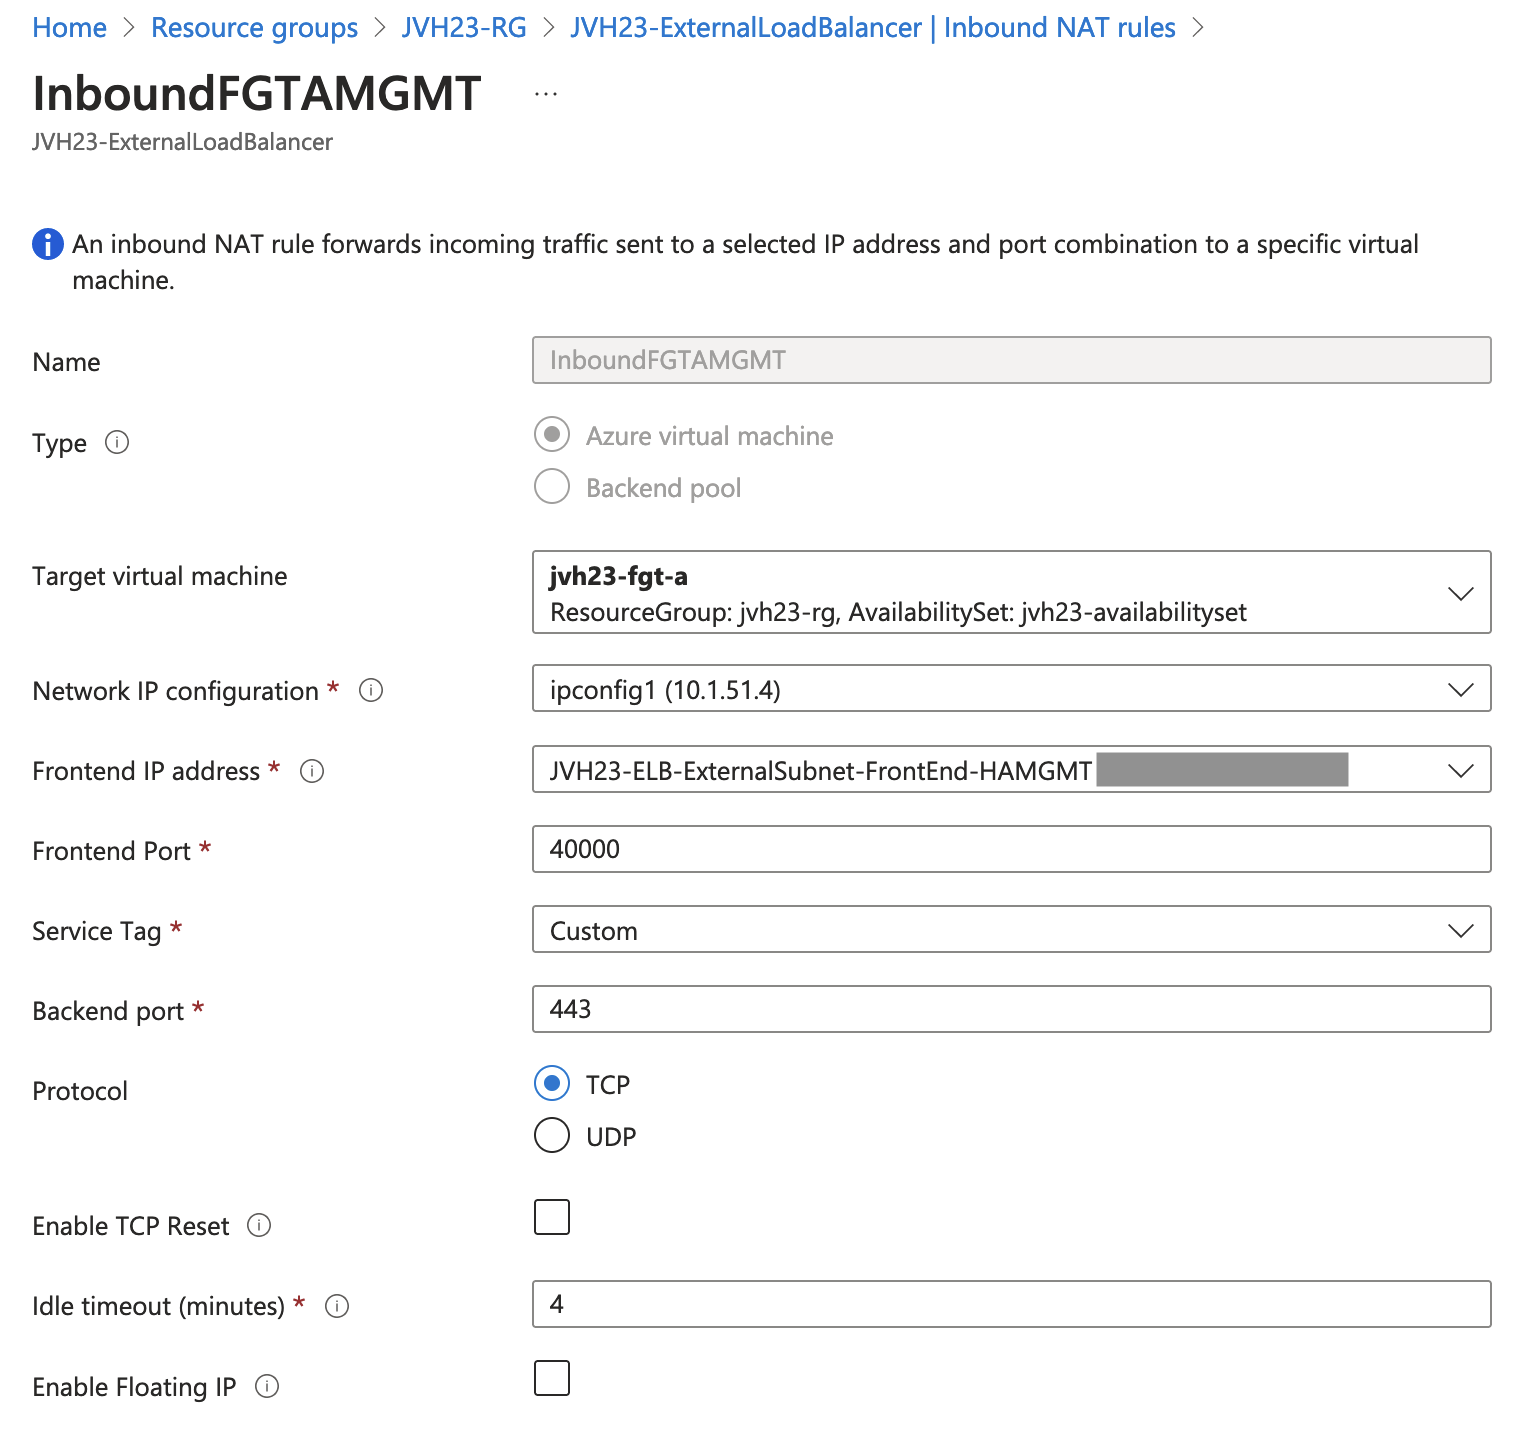 Home > Resource groups > JVH23-RG > JVH23-ExternalLoadBalancer | Inbound NAT rules >
InboundFGTAMGMT ...
JVH23-ExternalLoadBalancer
An inbound NAT rule forwards incoming traffic sent to a selected IP address and port combination to a specific virtual
machine.
Name
InboundFGTAMGMT
Type
Azure virtual machine
Backend pool
Target virtual machine
jvh23-fgt-a
ResourceGroup: jvh23-rg, AvailabilitySet: jvh23-availabilityset
Network IP configuration *
ipconfig1 (10.1.51.4)
Frontend IP address *
JVH23-ELB-ExternalSubnet-FrontEnd-HAMGMT
Frontend Port *
40000
Service Tag *
Custom
Backend port *
443
Protocol
TCP
UDP
Enable TCP Reset
Idle timeout (minutes) *
4
Enable Floating IP